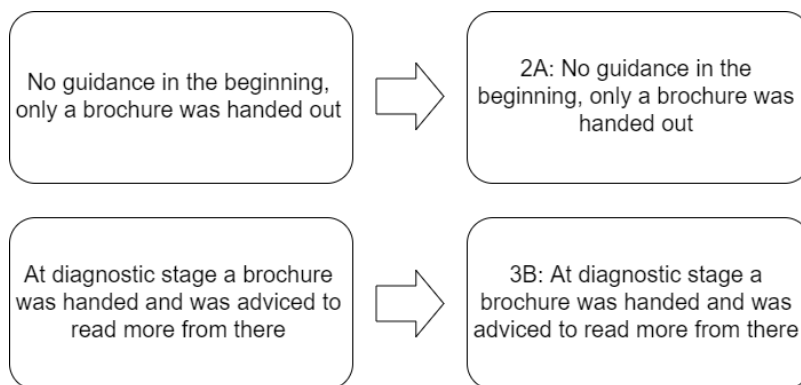 No guidance in the beginning,
only a brochure was handed out
2A: No guidance in the
beginning, only a brochure was
handed out
At diagnostic stage a brochure
was handed and was adviced to
read more from there
3B: At diagnostic stage a
brochure was handed and was
adviced to read more from there